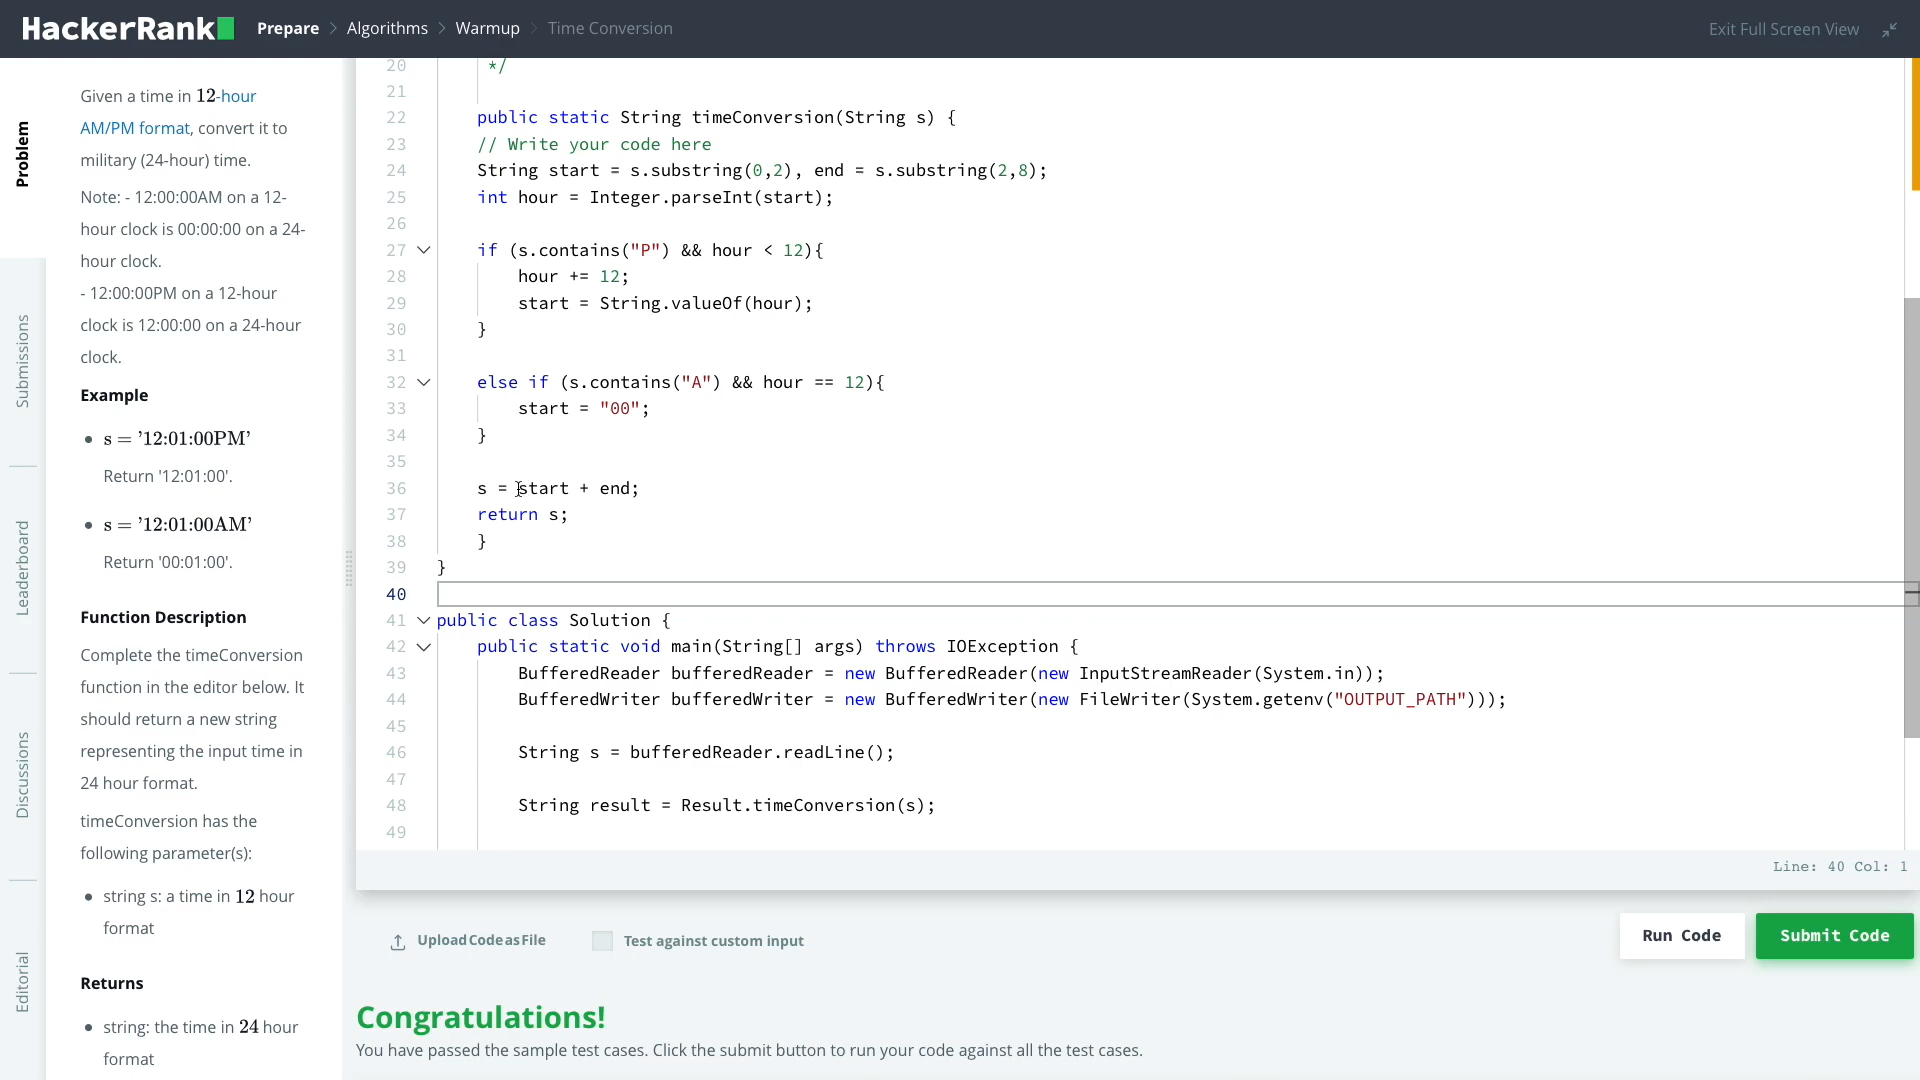 HackerRank
Prepare > Algorithms > Warmup > Time Conversion
Exit Full Screen View
Problem
Submissions
Leaderboard
Discussions
Editorial
Given a time in 12-hour
AM/PM format, convert it to
military (24-hour) time.
Note: - 12:00:00AM on a 12-
hour clock is 00:00:00 on a 24-
hour clock.
- 12:00:00PM on a 12-hour
clock is 12:00:00 on a 24-hour
clock.
Example
• s = '12:01:00PM'
Return '12:01:00'.
• s = '12:01:00AM'
Return '00:01:00'.
Function Description
Complete the timeConversion
function in the editor below. It
should return a new string
representing the input time in
24 hour format.
timeConversion has the
following parameter(s):
• string s: a time in 12 hour
format
Returns
• string: the time in 24 hour
format
20 */
21
22 public static String timeConversion(String s) {
23 // Write your code here
24 String start = s.substring(0,2), end = s.substring(2,8);
25 int hour = Integer.parseInt(start);
26
27 if (s.contains("P") && hour < 12){
28 hour += 12;
29 start = String.valueOf(hour);
30 }
31
32 else if (s.contains("A") && hour == 12){
33 start = "00";
34 }
35
36 s = start + end;
37 return s;
38 }
39 }
40
41 public class Solution {
42 public static void main(String[] args) throws IOException {
43 BufferedReader bufferedReader = new BufferedReader(new InputStreamReader(System.in));
44 BufferedWriter bufferedWriter = new BufferedWriter(new FileWriter(System.getenv("OUTPUT_PATH")));
45
46 String s = bufferedReader.readLine();
47
48 String result = Result.timeConversion(s);
49
Line: 40 Col: 1
Upload Code as File
Test against custom input
Run Code
Submit Code
Congratulations!
You have passed the sample test cases. Click the submit button to run your code against all the test cases.